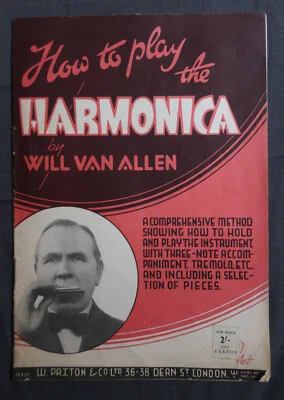 How to play
the
HARMONICA
by
WILL VAN ALLEN
A COMPREHENSIVE METHOD
SHOWING HOW TO HOLD
AND PLAY THE INSTRUMENT
WITH THREE-NOTE ACCOM-
PANIMENT, TREMOLO, ETC.
AND INCLUDING A SELEC-
TION OF PIECES.
2/-
PAXTON
W. PAXTON & CO LTD 36-38 DEAN ST. LONDON, W.